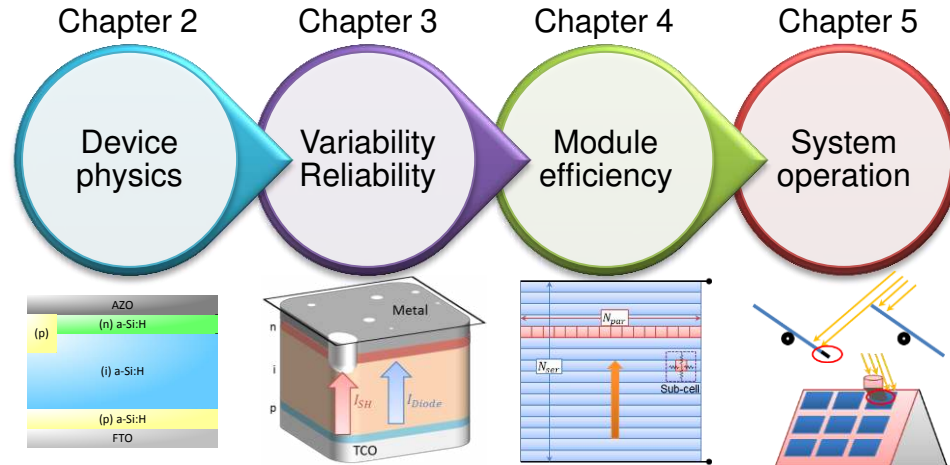 Chapter 2
Chapter 3
Chapter 4
Chapter 5
Device
physics
Variability
Reliability
Module
efficiency
System
operation
AZO
(p)
(n) a-Si:H
(i) a-Si:H
(p) a-Si:H
FTO
Metal
n
i
p
I_SH
I_Diode
TCO
N_par
N_ser
Sub-cell